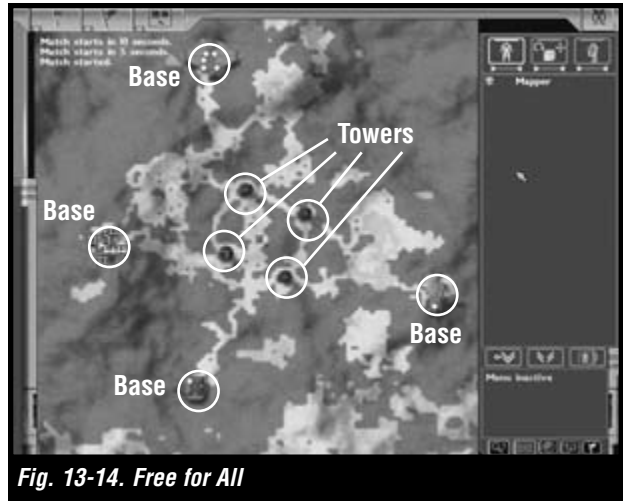 Match starts in 10 seconds.
Match starts in 5 seconds.
Match started.
Base
Towers
Mapper
Base
Base
Base
Menu Inactive
Fig. 13-14. Free for All